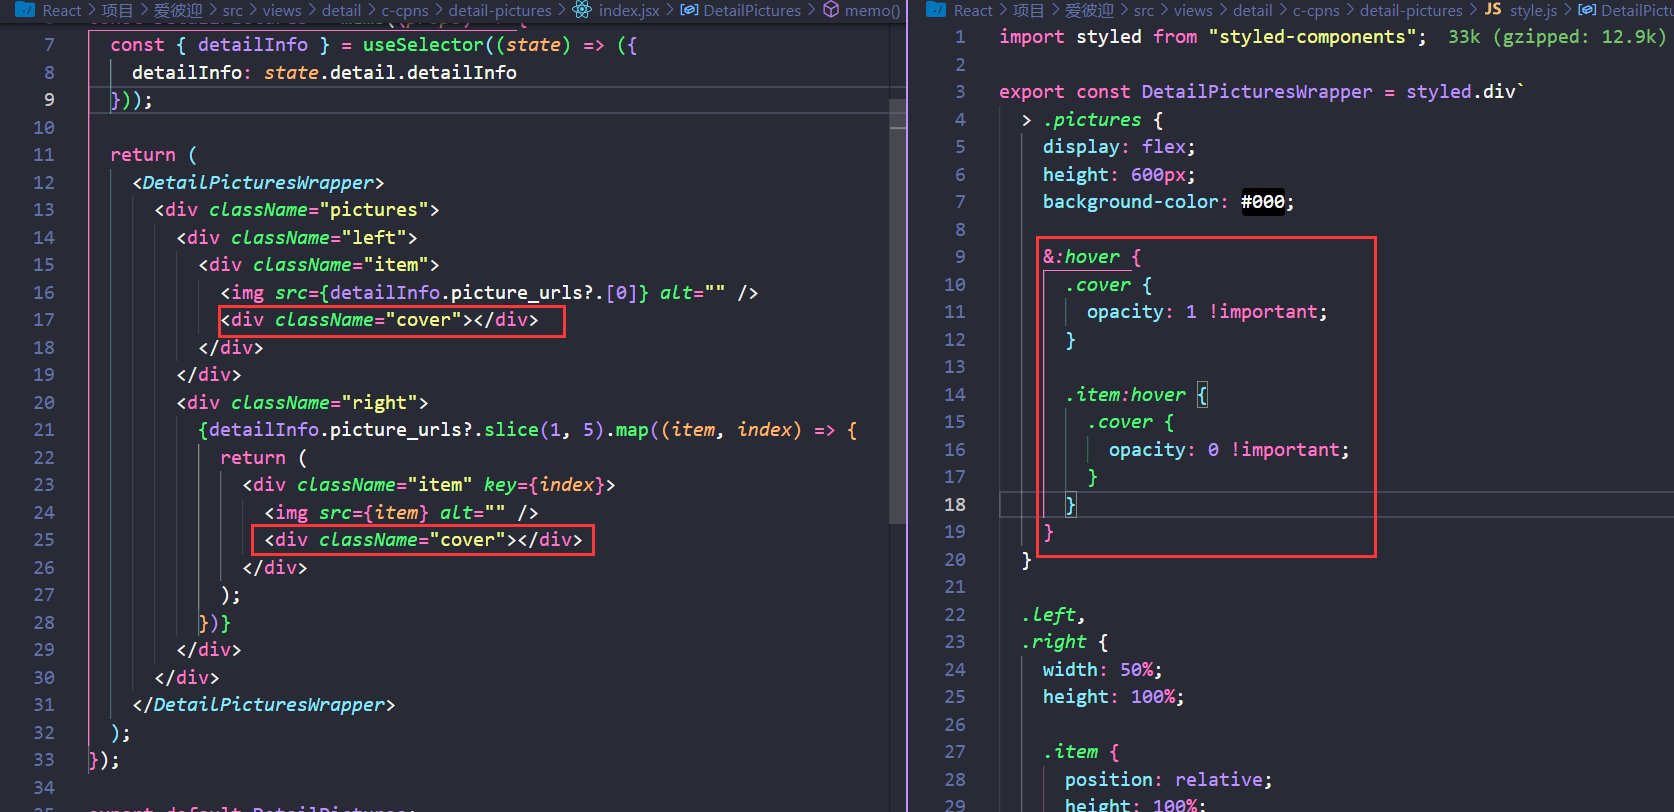 React > 项目 > 爱彼迎 > src > views > detail > c-cpns > detail-pictures > index.jsx > DetailPictures > memo()
7 const { detailInfo } = useSelector((state) => ({
8 detailInfo: state.detail.detailInfo
9 }));
10
11 return (
12 <DetailPicturesWrapper>
13 <div className="pictures">
14 <div className="left">
15 <div className="item">
16 <img src={detailInfo.picture_urls?.[0]} alt="" />
17 <div className="cover"></div>
18 </div>
19 </div>
20 <div className="right">
21 {detailInfo.picture_urls?.slice(1, 5).map((item, index) => {
22 return (
23 <div className="item" key={index}>
24 <img src={item} alt="" />
25 <div className="cover"></div>
26 </div>
27 );
28 })}
29 </div>
30 </div>
31 </DetailPicturesWrapper>
32 );
33 });
34
React > 项目 > 爱彼迎 > src > views > detail > c-cpns > detail-pictures > JS style.js > DetailPictu
1 import styled from "styled-components"; 33k (gzipped: 12.9k)
2
3 export const DetailPicturesWrapper = styled.div`
4 > .pictures {
5 display: flex;
6 height: 600px;
7 background-color: #000;
8
9 &:hover {
10 .cover {
11 opacity: 1 !important;
12 }
13
14 .item:hover {
15 .cover {
16 opacity: 0 !important;
17 }
18 }
19 }
20 }
21
22 .left,
23 .right {
24 width: 50%;
25 height: 100%;
26
27 .item {
28 position: relative;
29 height: 100%;